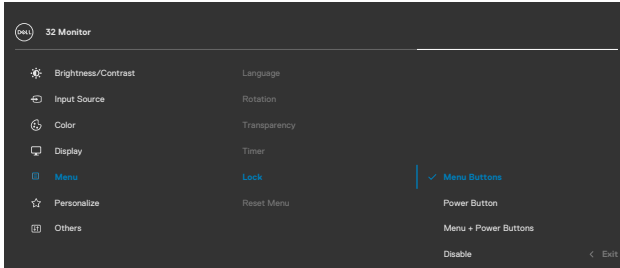 DELL 32 Monitor
Brightness/Contrast Language
Input Source Rotation
Color Transparency
Display Timer
Menu Lock Menu Buttons
Personalize Reset Menu Power Button
Others Menu + Power Buttons
Disable < Exit